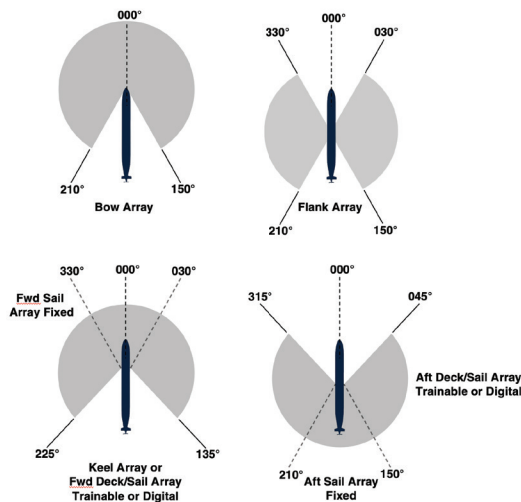 000°
210°
150°
Bow Array
330°
000°
030°
210°
150°
Flank Array
330°
000°
030°
Fwd Sail
Array Fixed
225°
135°
Keel Array or
Fwd Deck/Sail Array
Trainable or Digital
000°
315°
045°
Aft Deck/Sail Array
Trainable or Digital
210°
150°
Aft Sail Array
Fixed